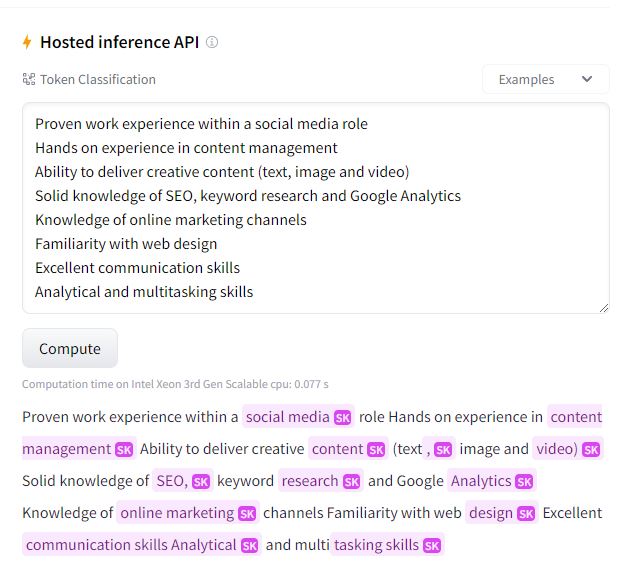 Hosted inference API
Token Classification
Examples
Proven work experience within a social media role
Hands on experience in content management
Ability to deliver creative content (text, image and video)
Solid knowledge of SEO, keyword research and Google Analytics
Knowledge of online marketing channels
Familiarity with web design
Excellent communication skills
Analytical and multitasking skills
Compute
Computation time on Intel Xeon 3rd Gen Scalable cpu: 0.077 s
Proven work experience within a social media SK role Hands on experience in content
management SK Ability to deliver creative content SK (text , SK image and video) SK
Solid knowledge of SEO, SK keyword research SK and Google Analytics SK
Knowledge of online marketing SK channels Familiarity with web design SK Excellent
communication skills Analytical SK and multi tasking skills SK